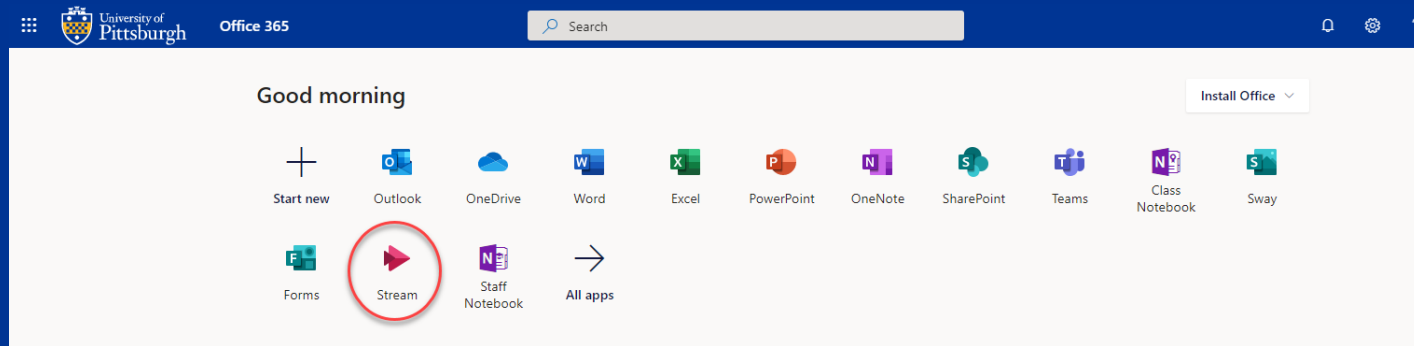 University of
Pittsburgh
Office 365
Search
Good morning
Install Office
Start new
Outlook
OneDrive
Word
Excel
PowerPoint
OneNote
SharePoint
Teams
Class
Notebook
Sway
Forms
Stream
Staff
Notebook
All apps